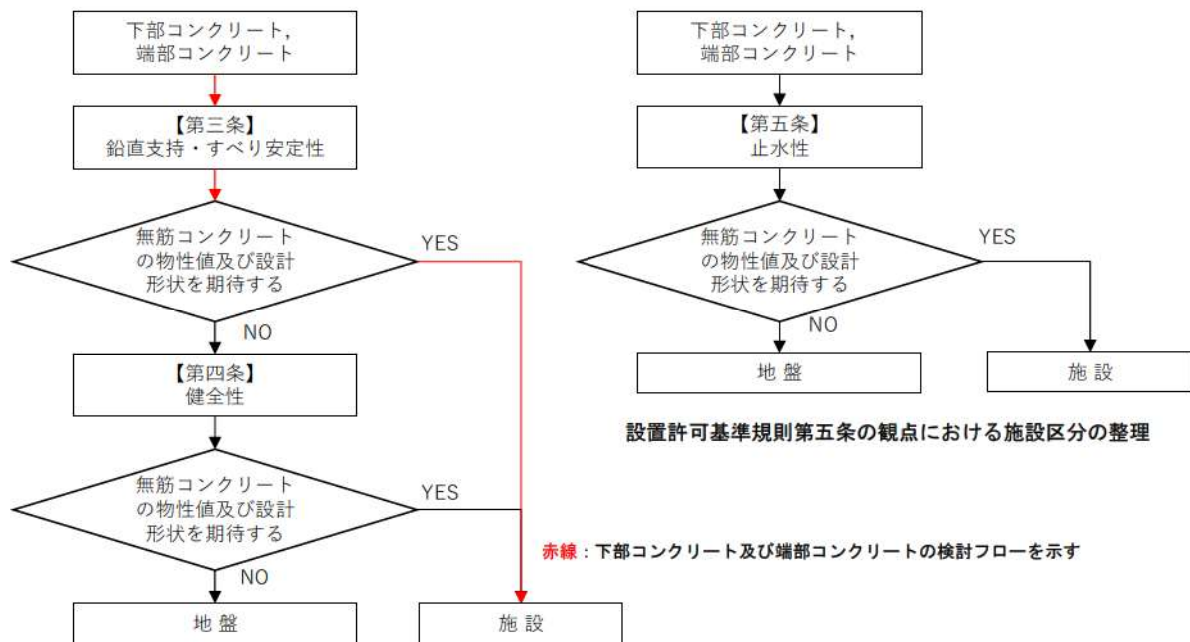 下部コンクリート,
端部コンクリート
【第三条】
鉛直支持・すべり安定性
無筋コンクリート
の物性値及び設計
形状を期待する
YES
NO
【第四条】
健全性
無筋コンクリート
の物性値及び設計
形状を期待する
YES
NO
地 盤
施 設
下部コンクリート,
端部コンクリート
【第五条】
止水性
無筋コンクリート
の物性値及び設計
形状を期待する
YES
NO
地 盤
施 設
設置許可基準規則第五条の観点における施設区分の整理
赤線：下部コンクリート及び端部コンクリートの検討フローを示す